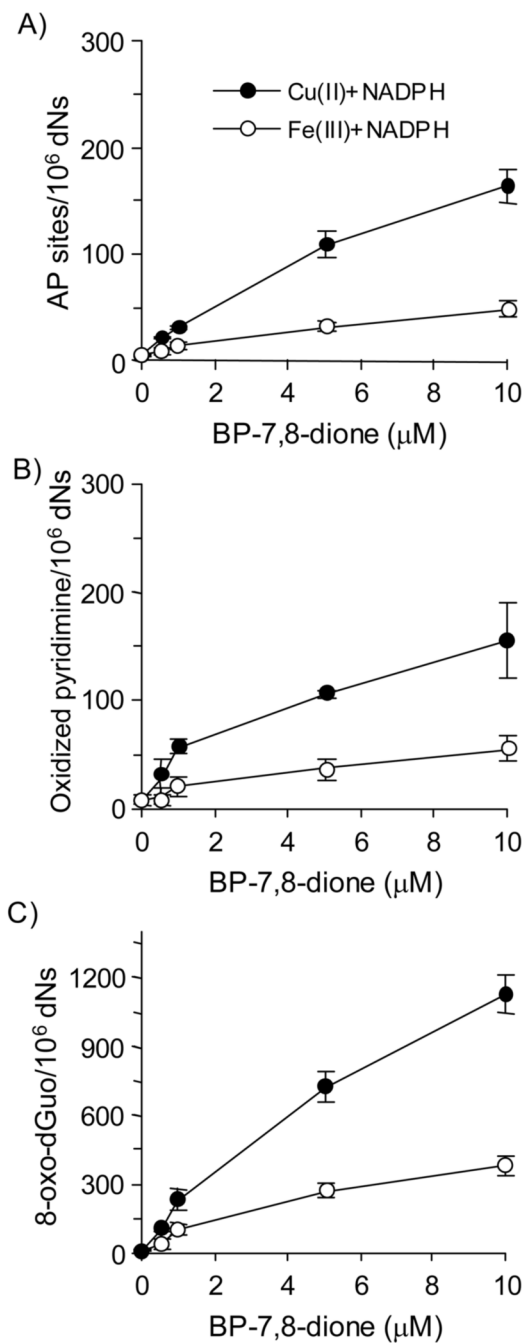 A)
300
200
100
0
AP sites/10⁶ dNs
Cu(II)+NADPH
Fe(III)+NADPH
0 2 4 6 8 10
BP-7,8-dione (μM)
B)
300
200
100
0
Oxidized pyridimine/10⁶ dNs
0 2 4 6 8 10
BP-7,8-dione (μM)
C)
1200
900
600
300
0
8-oxo-dGuo/10⁶ dNs
0 2 4 6 8 10
BP-7,8-dione (μM)